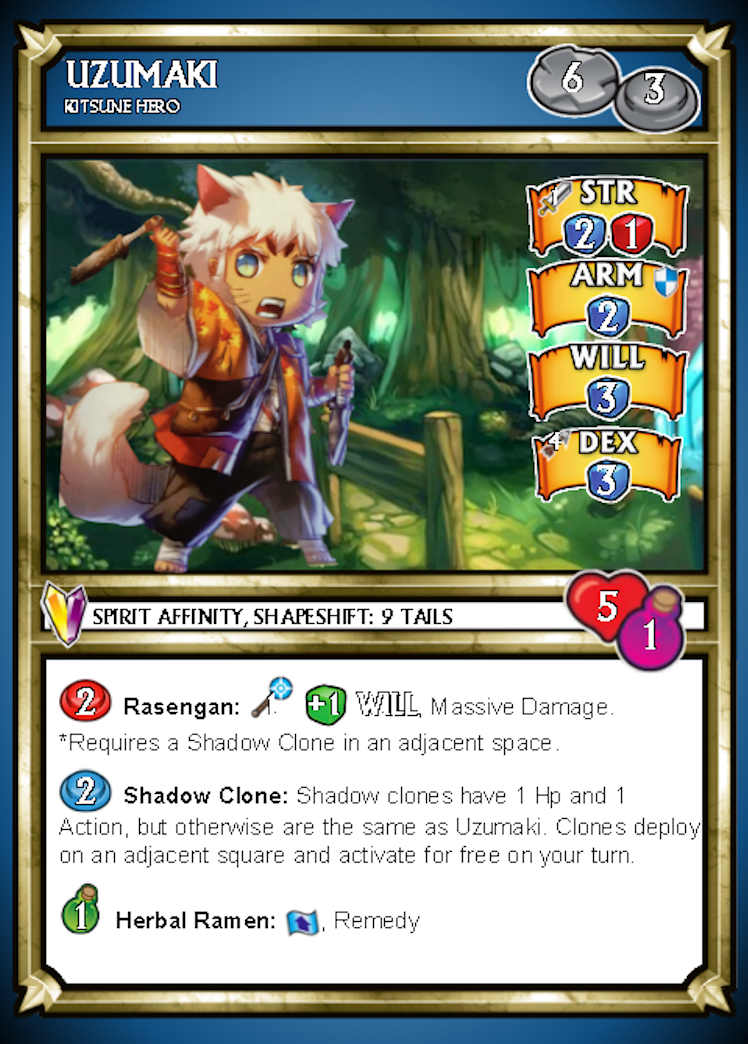 UZUMAKI
KITSUNE HERO
6 3
1 STR
2 1
ARM
2
WILL
3
4 DEX
3
SPIRIT AFFINITY, SHAPESHIFT: 9 TAILS
5
1
2 Rasengan: 1. +1 WILL, Massive Damage.
*Requires a Shadow Clone in an adjacent space.
2 Shadow Clone: Shadow clones have 1 Hp and 1
Action, but otherwise are the same as Uzumaki. Clones deploy
on an adjacent square and activate for free on your turn.
1 Herbal Ramen: , Remedy